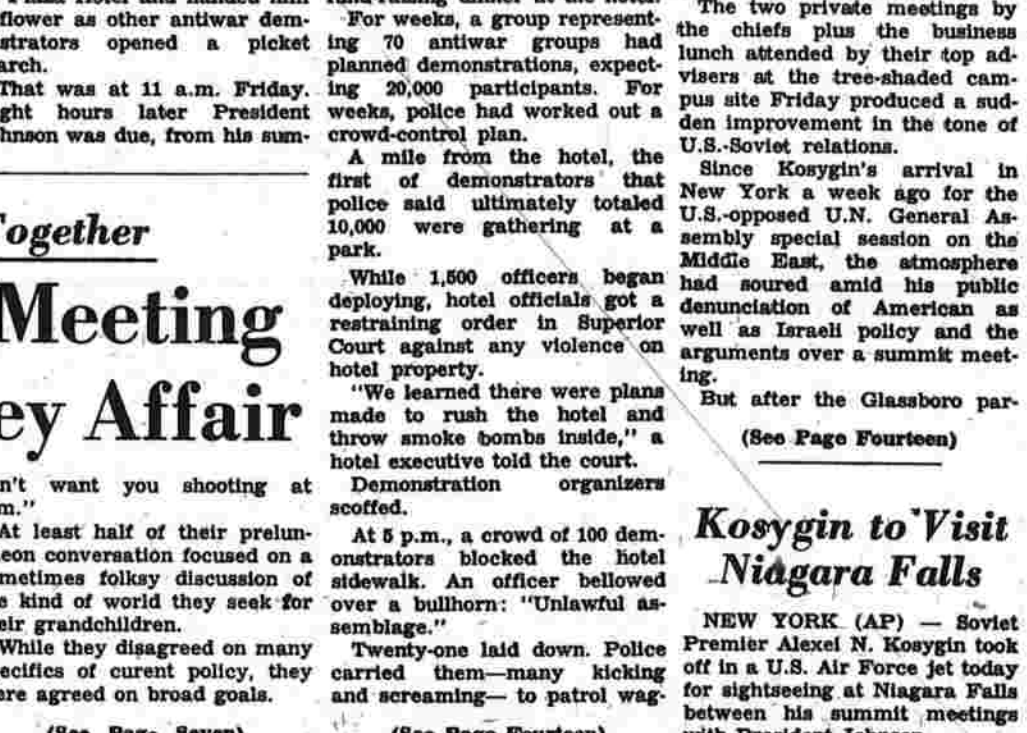 flower as other antiwar dem-
strators opened a picket
arch.
That was at 11 a.m. Friday.
ght hours later President
hnson was due, from his sum-
ogether
Meeting
ey Affair
n't want you shooting at
m."
At least half of their prelun-
eon conversation focused on a
metimes folksy discussion of
e kind of world they seek for
eir grandchildren.
While they disagreed on many
ecifics of curent policy, they
ere agreed on broad goals.
(See Page Seven)
For weeks, a group represent-
ing 70 antiwar groups had
planned demonstrations, expect-
ing 20,000 participants. For
weeks, police had worked out a
crowd-control plan.
A mile from the hotel, the
first of demonstrators that
police said ultimately totaled
10,000 were gathering at a
park.
While 1,500 officers began
deploying, hotel officials got a
restraining order in Superior
Court against any violence on
hotel property.
"We learned there were plans
made to rush the hotel and
throw smoke bombs inside," a
hotel executive told the court.
Demonstration organizers
scoffed.
At 5 p.m., a crowd of 100 dem-
onstrators blocked the hotel
sidewalk. An officer bellowed
over a bullhorn: "Unlawful as-
semblage."
Twenty-one laid down. Police
carried them—many kicking
and screaming— to patrol wag-
(See Page Fourteen)
The two private meetings by
the chiefs plus the business
lunch attended by their top ad-
visers at the tree-shaded cam-
pus site Friday produced a sud-
den improvement in the tone of
U.S.-Soviet relations.
Since Kosygin's arrival in
New York a week ago for the
U.S.-opposed U.N. General As-
sembly special session on the
Middle East, the atmosphere
had soured amid his public
denunciation of American as
well as Israeli policy and the
arguments over a summit meet-
ing.
But after the Glassboro par-
(See Page Fourteen)
Kosygin to Visit
Niagara Falls
NEW YORK (AP) — Soviet
Premier Alexei N. Kosygin took
off in a U.S. Air Force jet today
for sightseeing at Niagara Falls
between his summit meetings
with President Johnson